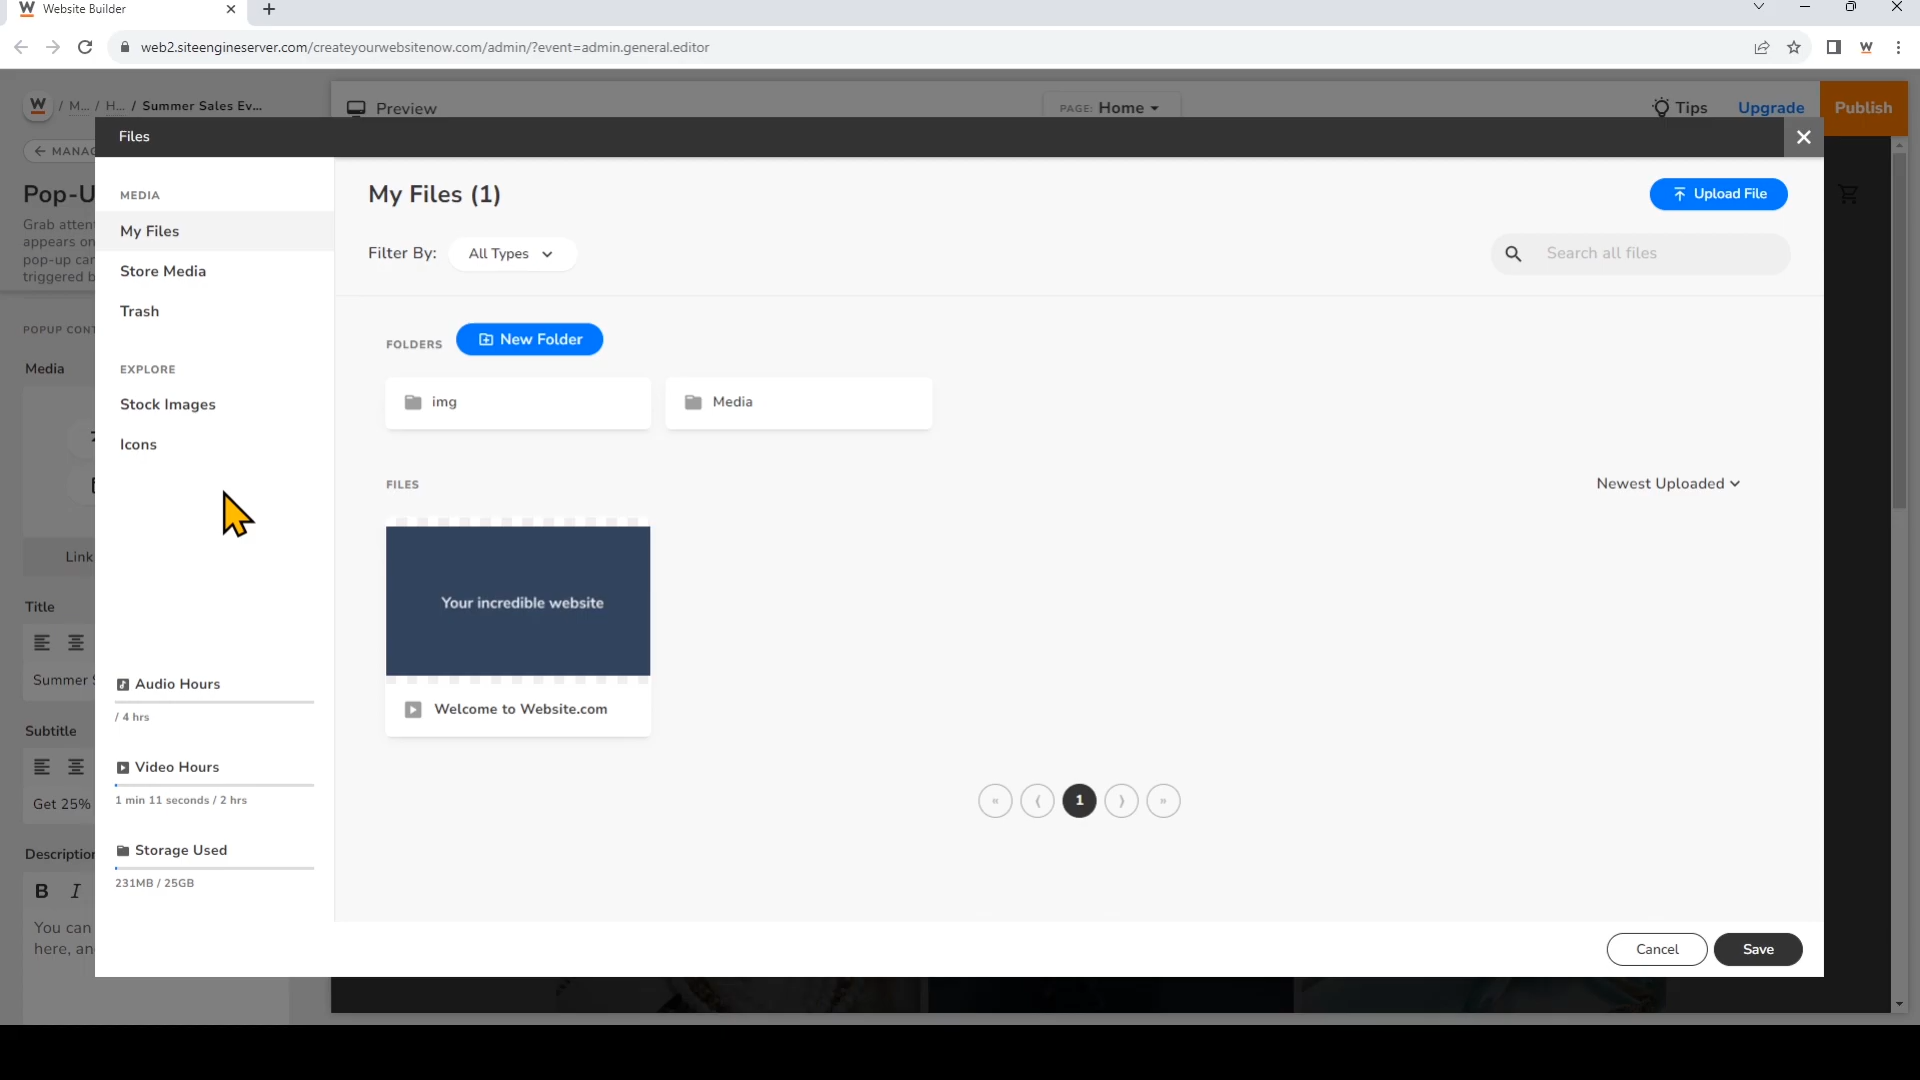 Website Builder
web2.siteengineserver.com/createyourwebsitenow.com/admin/?event=admin.general.editor
W / M... / H... / Summer Sales Ev...
Preview
PAGE: Home
Tips
Upgrade
Publish
Files
MEDIA
My Files
Store Media
Trash
EXPLORE
Stock Images
Icons
Audio Hours
/ 4 hrs
Video Hours
1 min 11 seconds / 2 hrs
Storage Used
231MB / 25GB
My Files (1)
Upload File
Filter By: All Types
Search all files
FOLDERS
New Folder
img
Media
FILES
Newest Uploaded
Your incredible website
Welcome to Website.com
« ⟨ 1 ⟩ »
Cancel
Save
MANAG
Pop-U
Grab atten
appears on
pop-up can
triggered b
POPUP CONT
Media
Link
Title
Summer S
Subtitle
Get 25%
Description
B I
You can
here, an